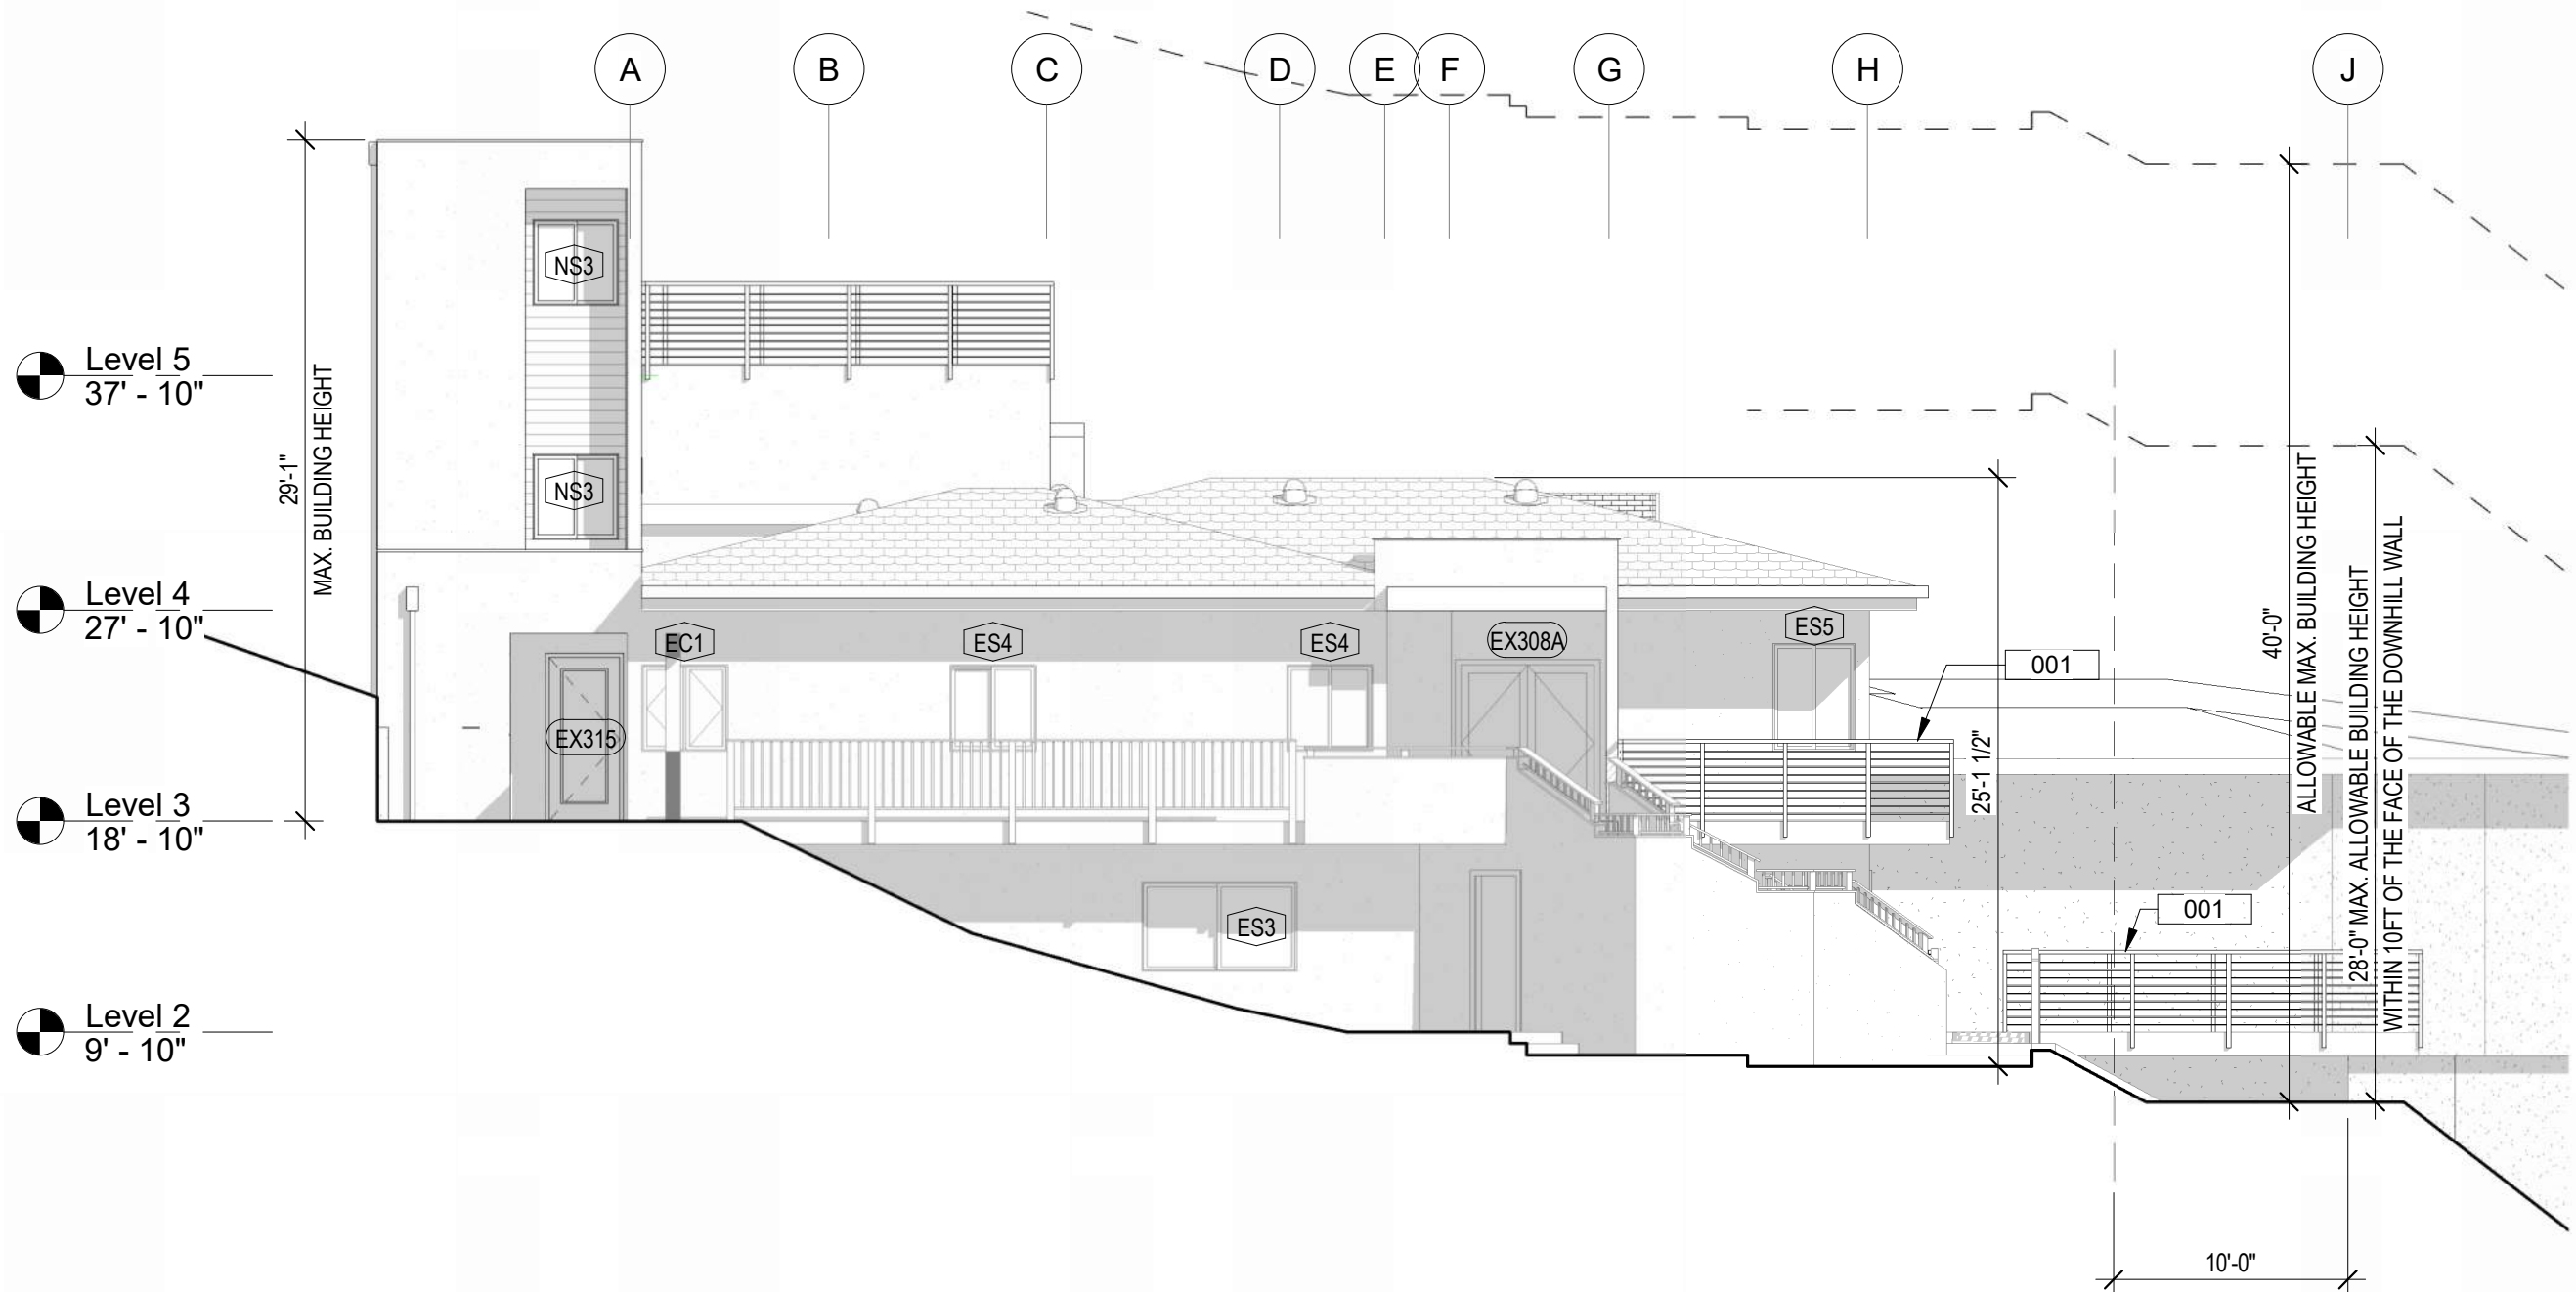 A
B
C
D
E
F
G
H
J
Level 5
37' - 10"
Level 4
27' - 10"
Level 3
18' - 10"
Level 2
9' - 10"
29'-1"
MAX. BUILDING HEIGHT
NS3
NS3
EC1
ES4
ES4
EX308A
ES5
EX315
ES3
001
001
25'-1 1/2"
40'-0"
ALLOWABLE MAX. BUILDING HEIGHT
28'-0" MAX. ALLOWABLE BUILDING HEIGHT
WITHIN 10FT OF THE FACE OF THE DOWNHILL WALL
10'-0"